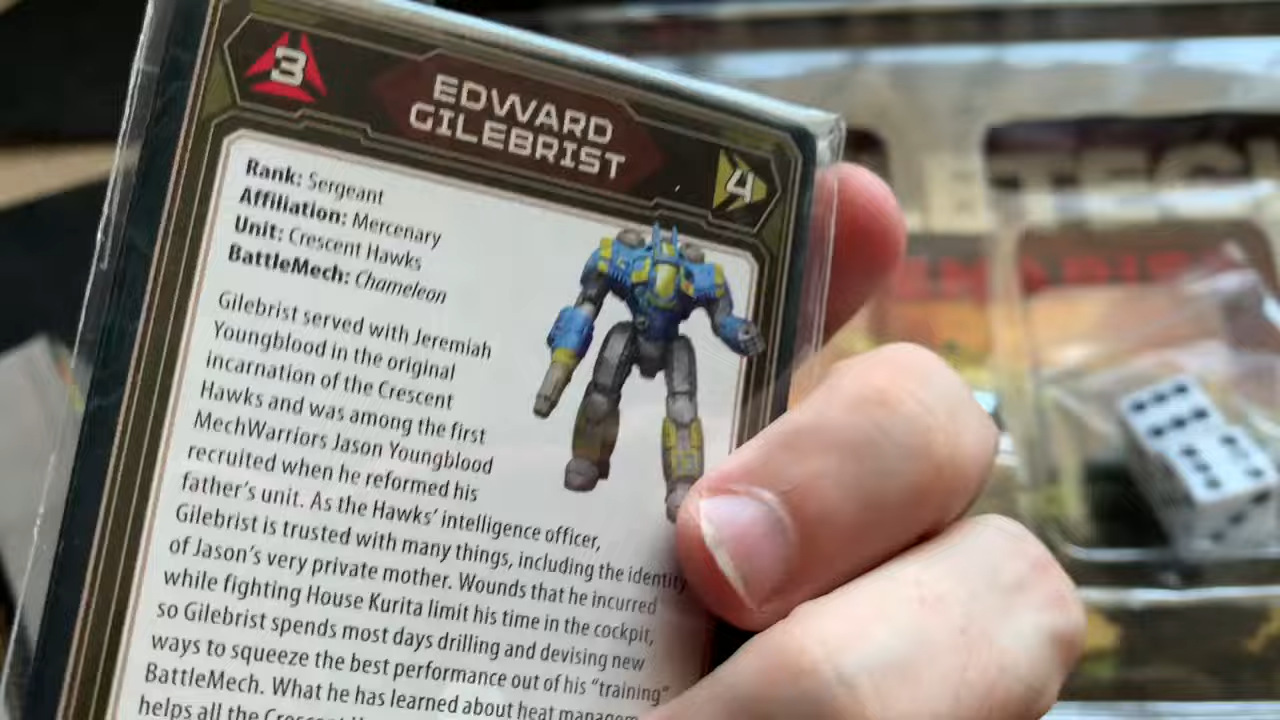 3
EDWARD
GILEBRIST
4
Rank: Sergeant
Affiliation: Mercenary
Unit: Crescent Hawks
BattleMech: Chameleon
Gilebrist served with Jeremiah
Youngblood in the original
incarnation of the Crescent
Hawks and was among the first
MechWarriors Jason Youngblood
recruited when he reformed his
father's unit. As the Hawks' intelligence officer,
Gilebrist is trusted with many things, including the identity
of Jason's very private mother. Wounds that he incurred
while fighting House Kurita limit his time in the cockpit,
so Gilebrist spends most days drilling and devising new
ways to squeeze the best performance out of his "training"
BattleMech. What he has learned about heat
helps all the